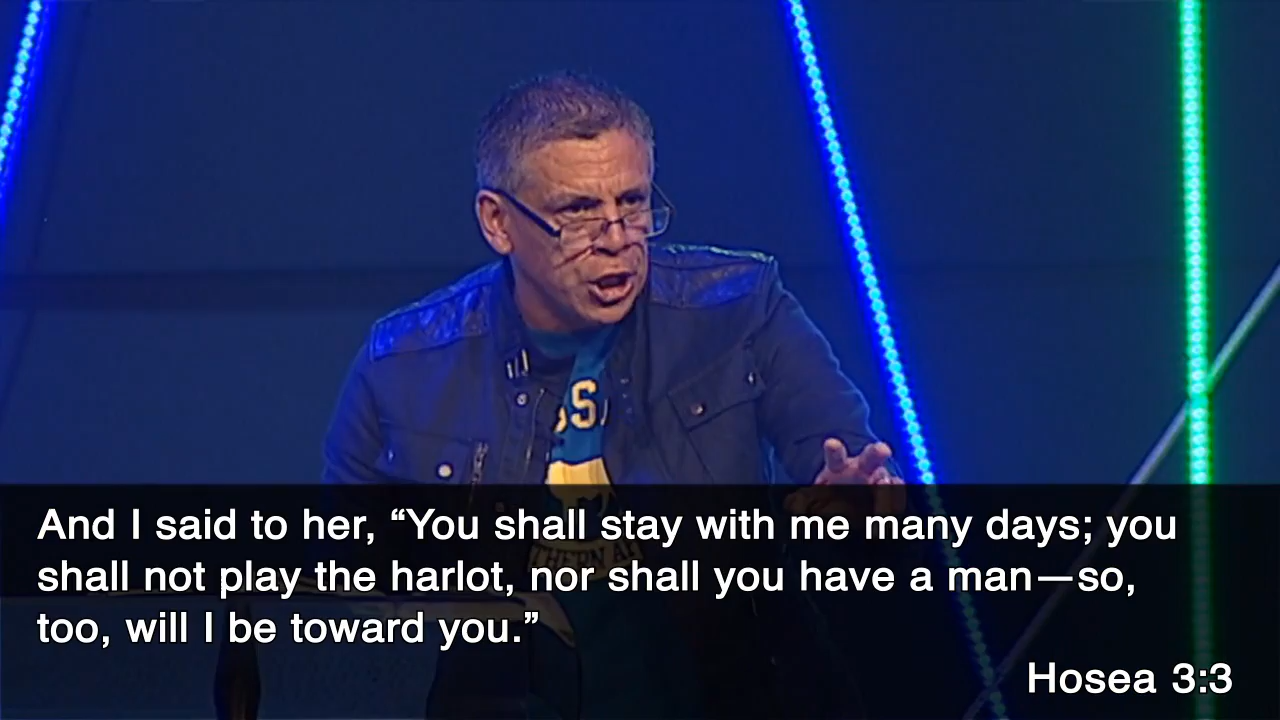 SS
And I said to her, “You shall stay with me many days; you
shall not play the harlot, nor shall you have a man—so,
too, will I be toward you.”
Hosea 3:3